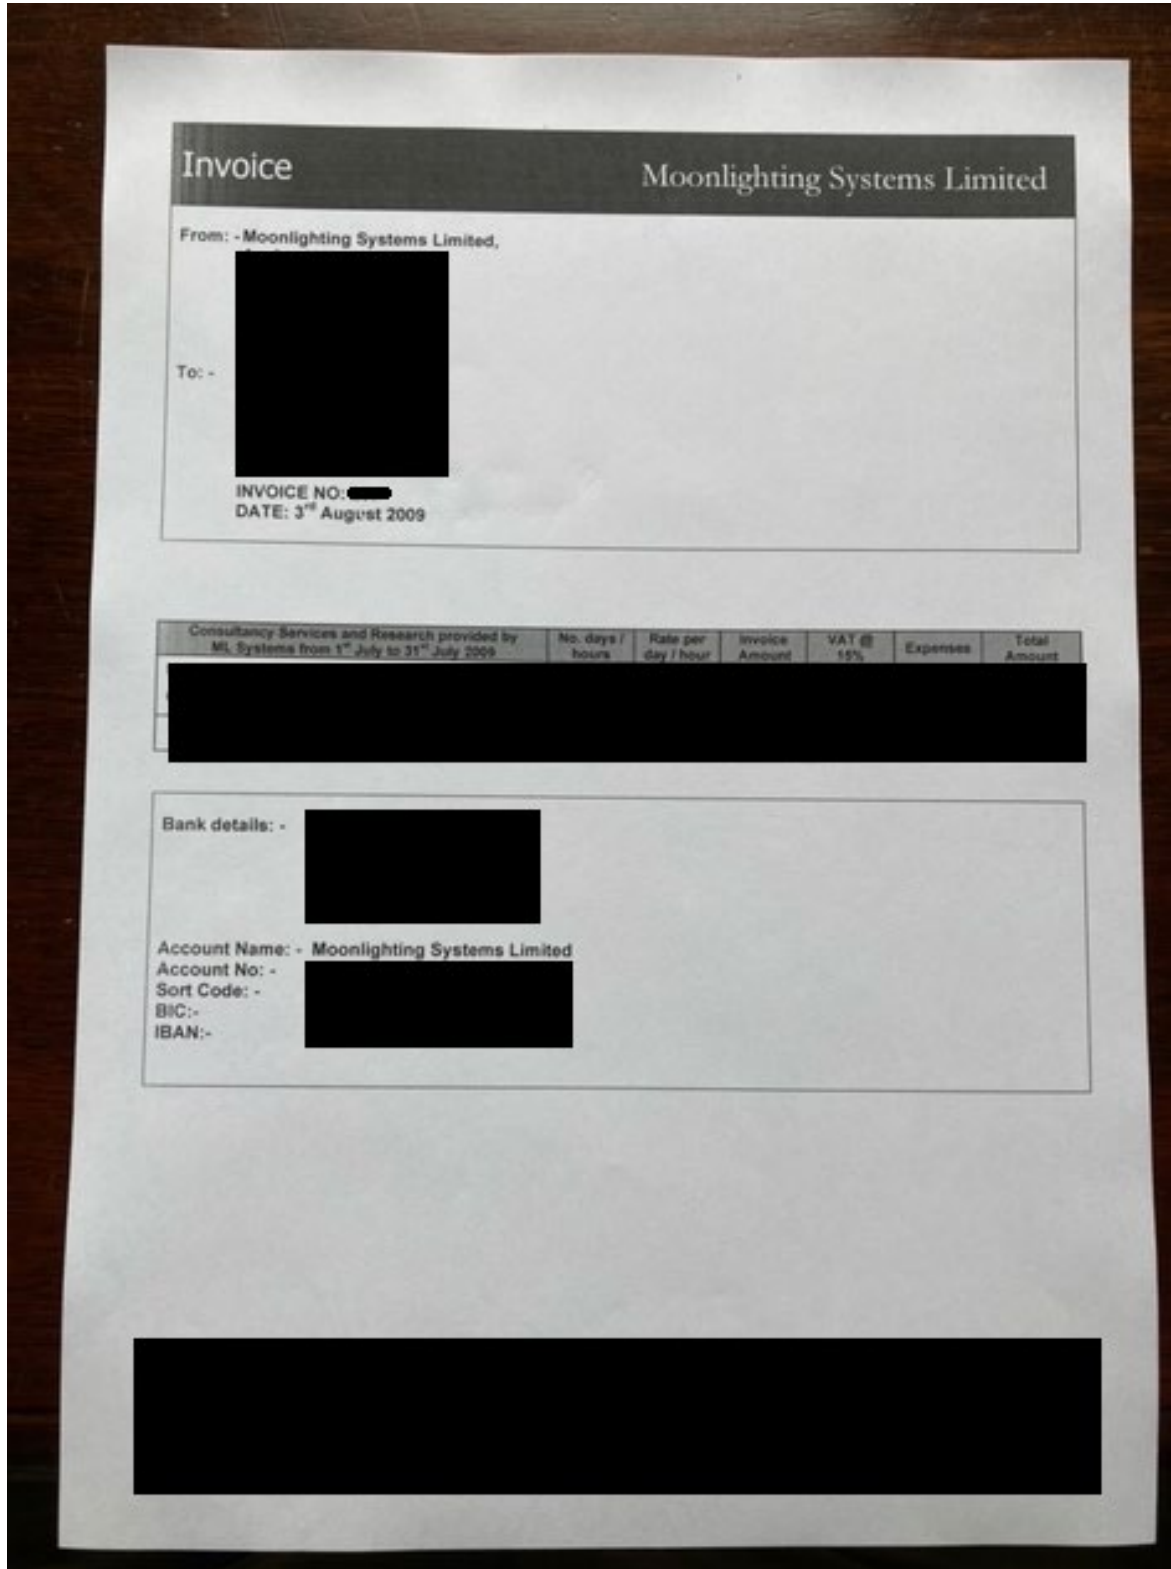 Invoice
Moonlighting Systems Limited
From: - Moonlighting Systems Limited,
To: -
INVOICE NO:
DATE: 3rd August 2009
Consultancy Services and Research provided by
ML Systems from 1st July to 31st July 2009
No. days /
hours
Rate per
day / hour
Invoice
Amount
VAT @
15%
Expenses
Total
Amount
Bank details: -
Account Name: - Moonlighting Systems Limited
Account No: -
Sort Code: -
BIC:-
IBAN:-